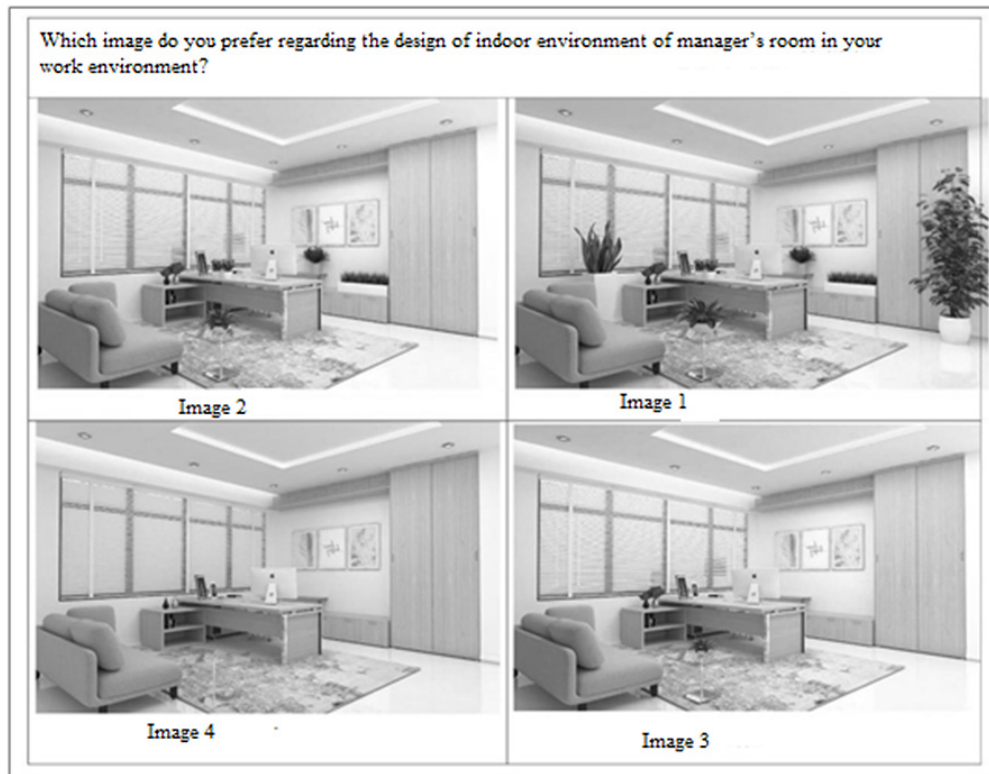 Which image do you prefer regarding the design of indoor environment of manager's room in your
work environment?
Image 2
Image 1
Image 4
Image 3